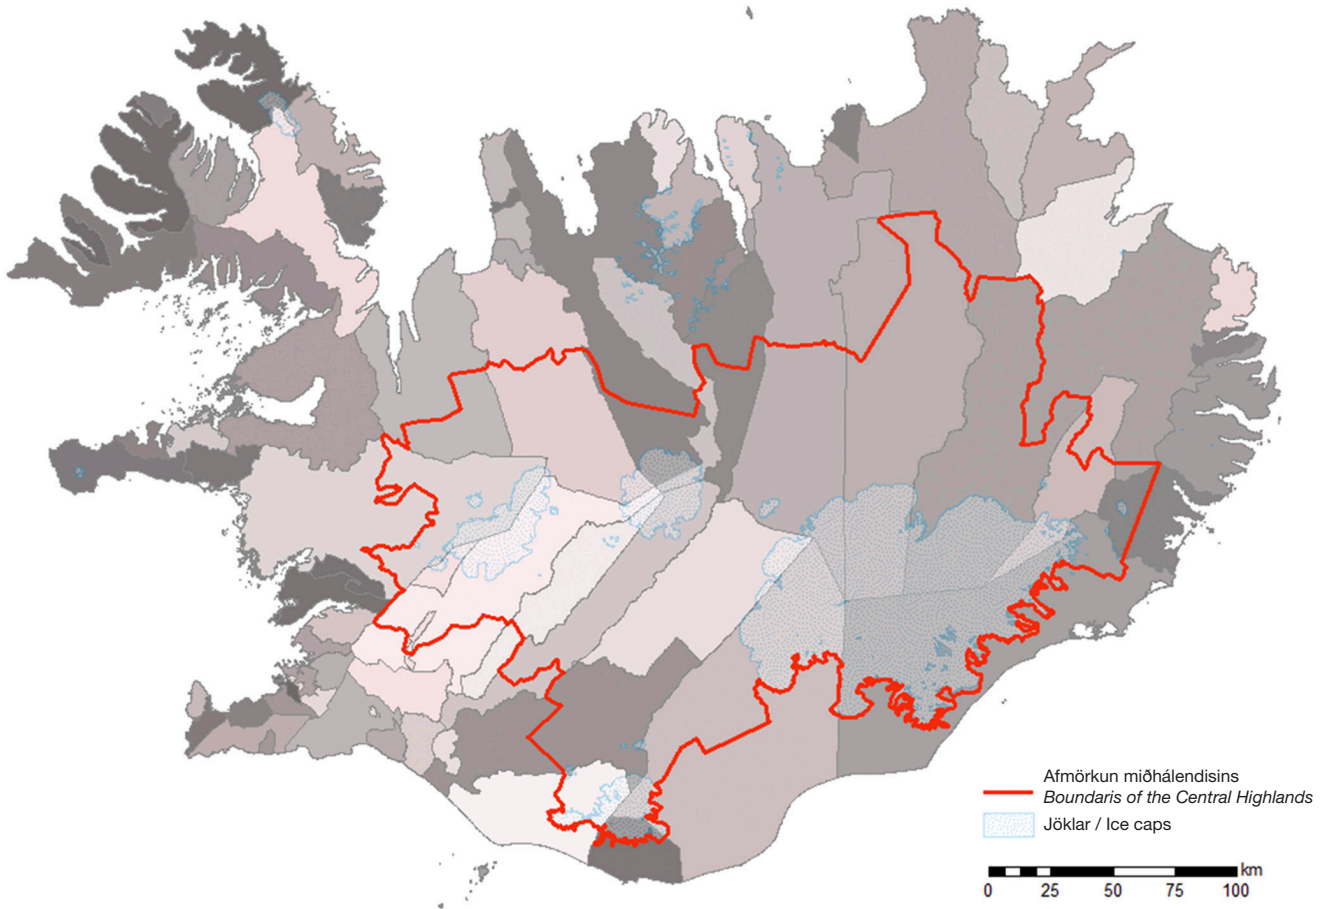 Afmörkun miðhálendisins
Boundaris of the Central Highlands
Jöklar / Ice caps
km
0 25 50 75 100